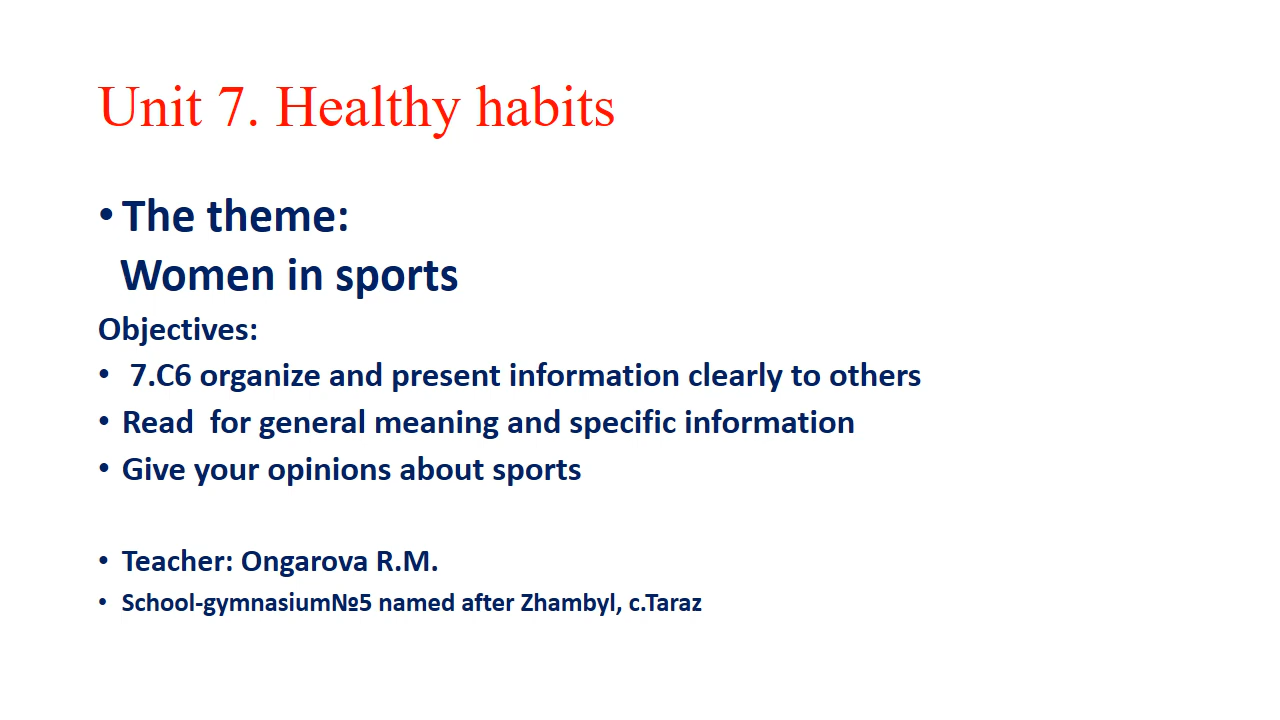 Unit 7. Healthy habits
• The theme:
Women in sports
Objectives:
• 7.C6 organize and present information clearly to others
• Read  for general meaning and specific information
• Give your opinions about sports
• Teacher: Ongarova R.M.
• School-gymnasium№5 named after Zhambyl, c.Taraz